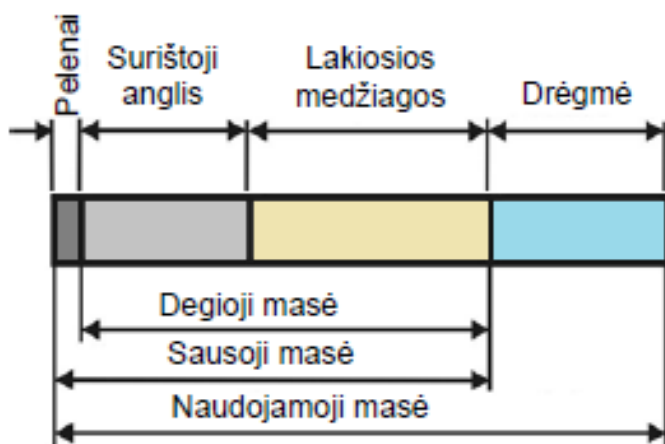 Pelenai
Surištoji
anglis
Lakiosios
medžiagos
Drėgmė
Degioji masė
Sausoji masė
Naudojamoji masė